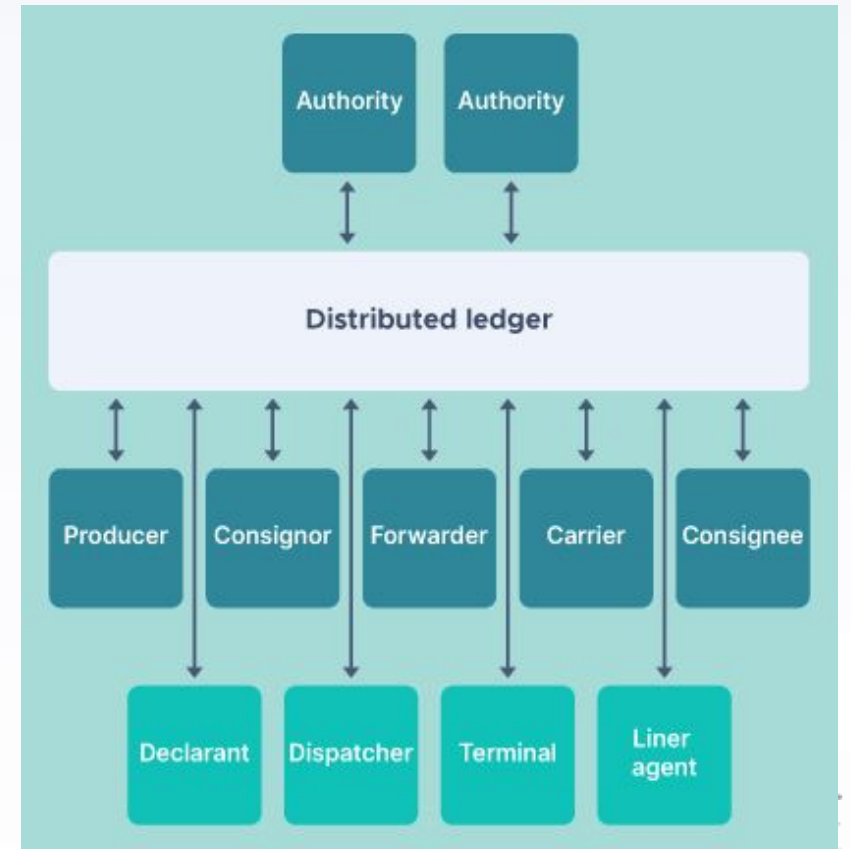 Authority
Authority
Distributed ledger
Producer
Consignor
Forwarder
Carrier
Consignee
Declarant
Dispatcher
Terminal
Liner
agent